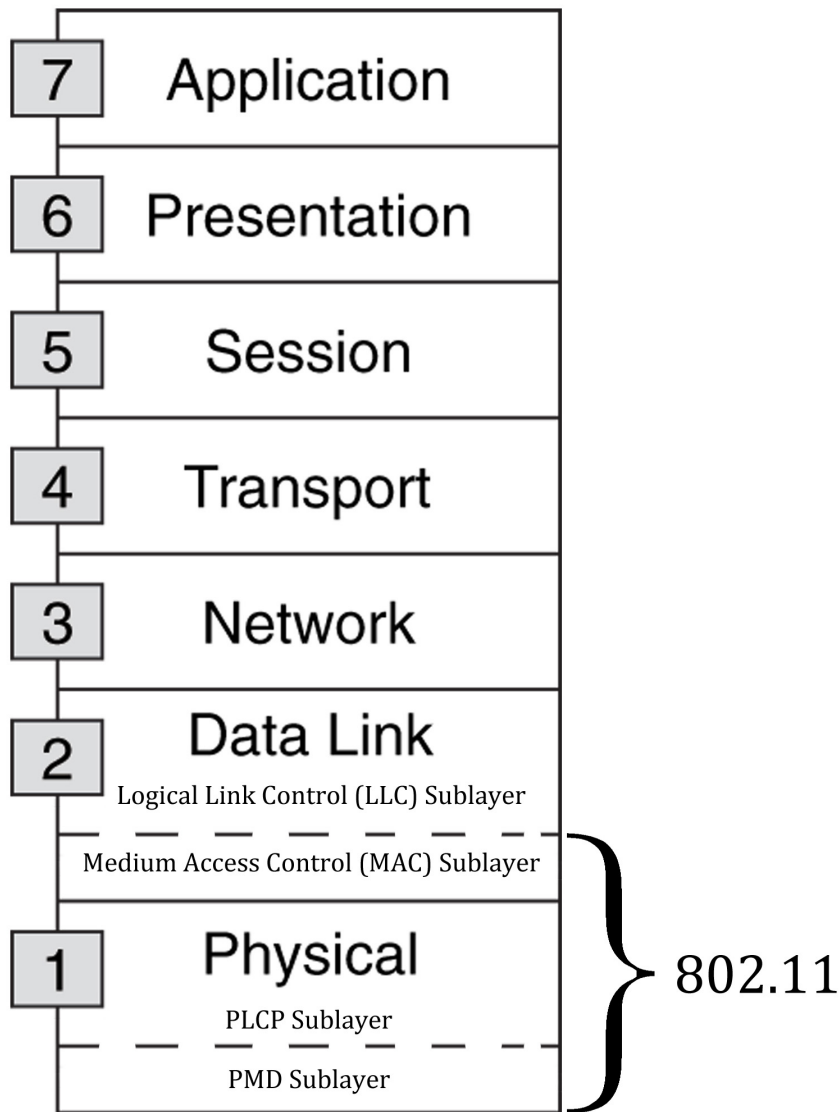 7 Application
6 Presentation
5 Session
4 Transport
3 Network
2 Data Link
Logical Link Control (LLC) Sublayer
Medium Access Control (MAC) Sublayer
1 Physical
802.11
PLCP Sublayer
PMD Sublayer